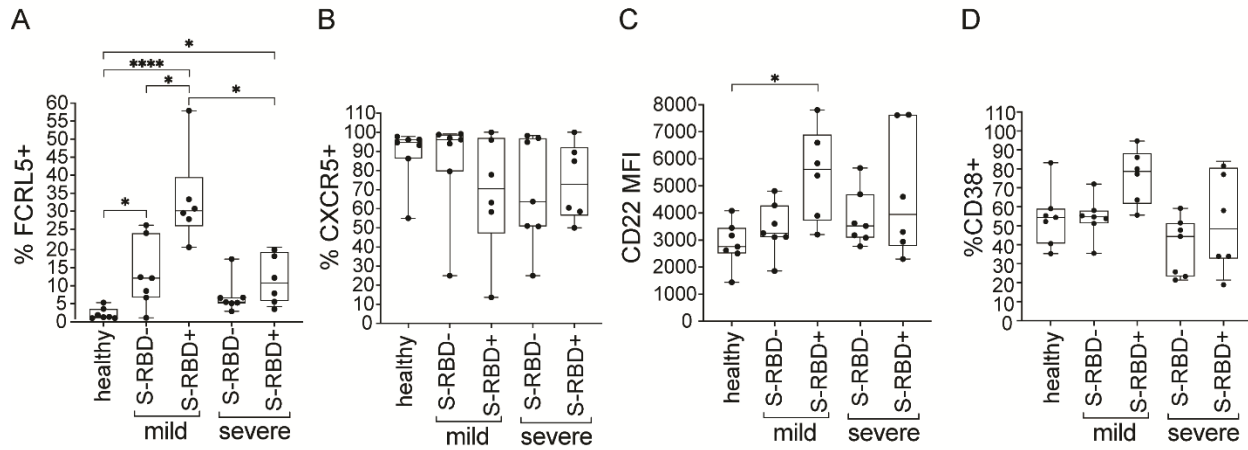 A
B
C
D
*
****
*
*
*
% FCRL5+
60
55
50
45
40
35
30
25
20
15
10
5
0
healthy
S-RBD-
S-RBD+
S-RBD-
S-RBD+
mild
severe
% CXCR5+
110
100
90
80
70
60
50
40
30
20
10
0
healthy
S-RBD-
S-RBD+
S-RBD-
S-RBD+
mild
severe
*
CD22 MFI
8000
7000
6000
5000
4000
3000
2000
1000
0
healthy
S-RBD-
S-RBD+
S-RBD-
S-RBD+
mild
severe
%CD38+
110
100
90
80
70
60
50
40
30
20
10
0
healthy
S-RBD-
S-RBD+
S-RBD-
S-RBD+
mild
severe